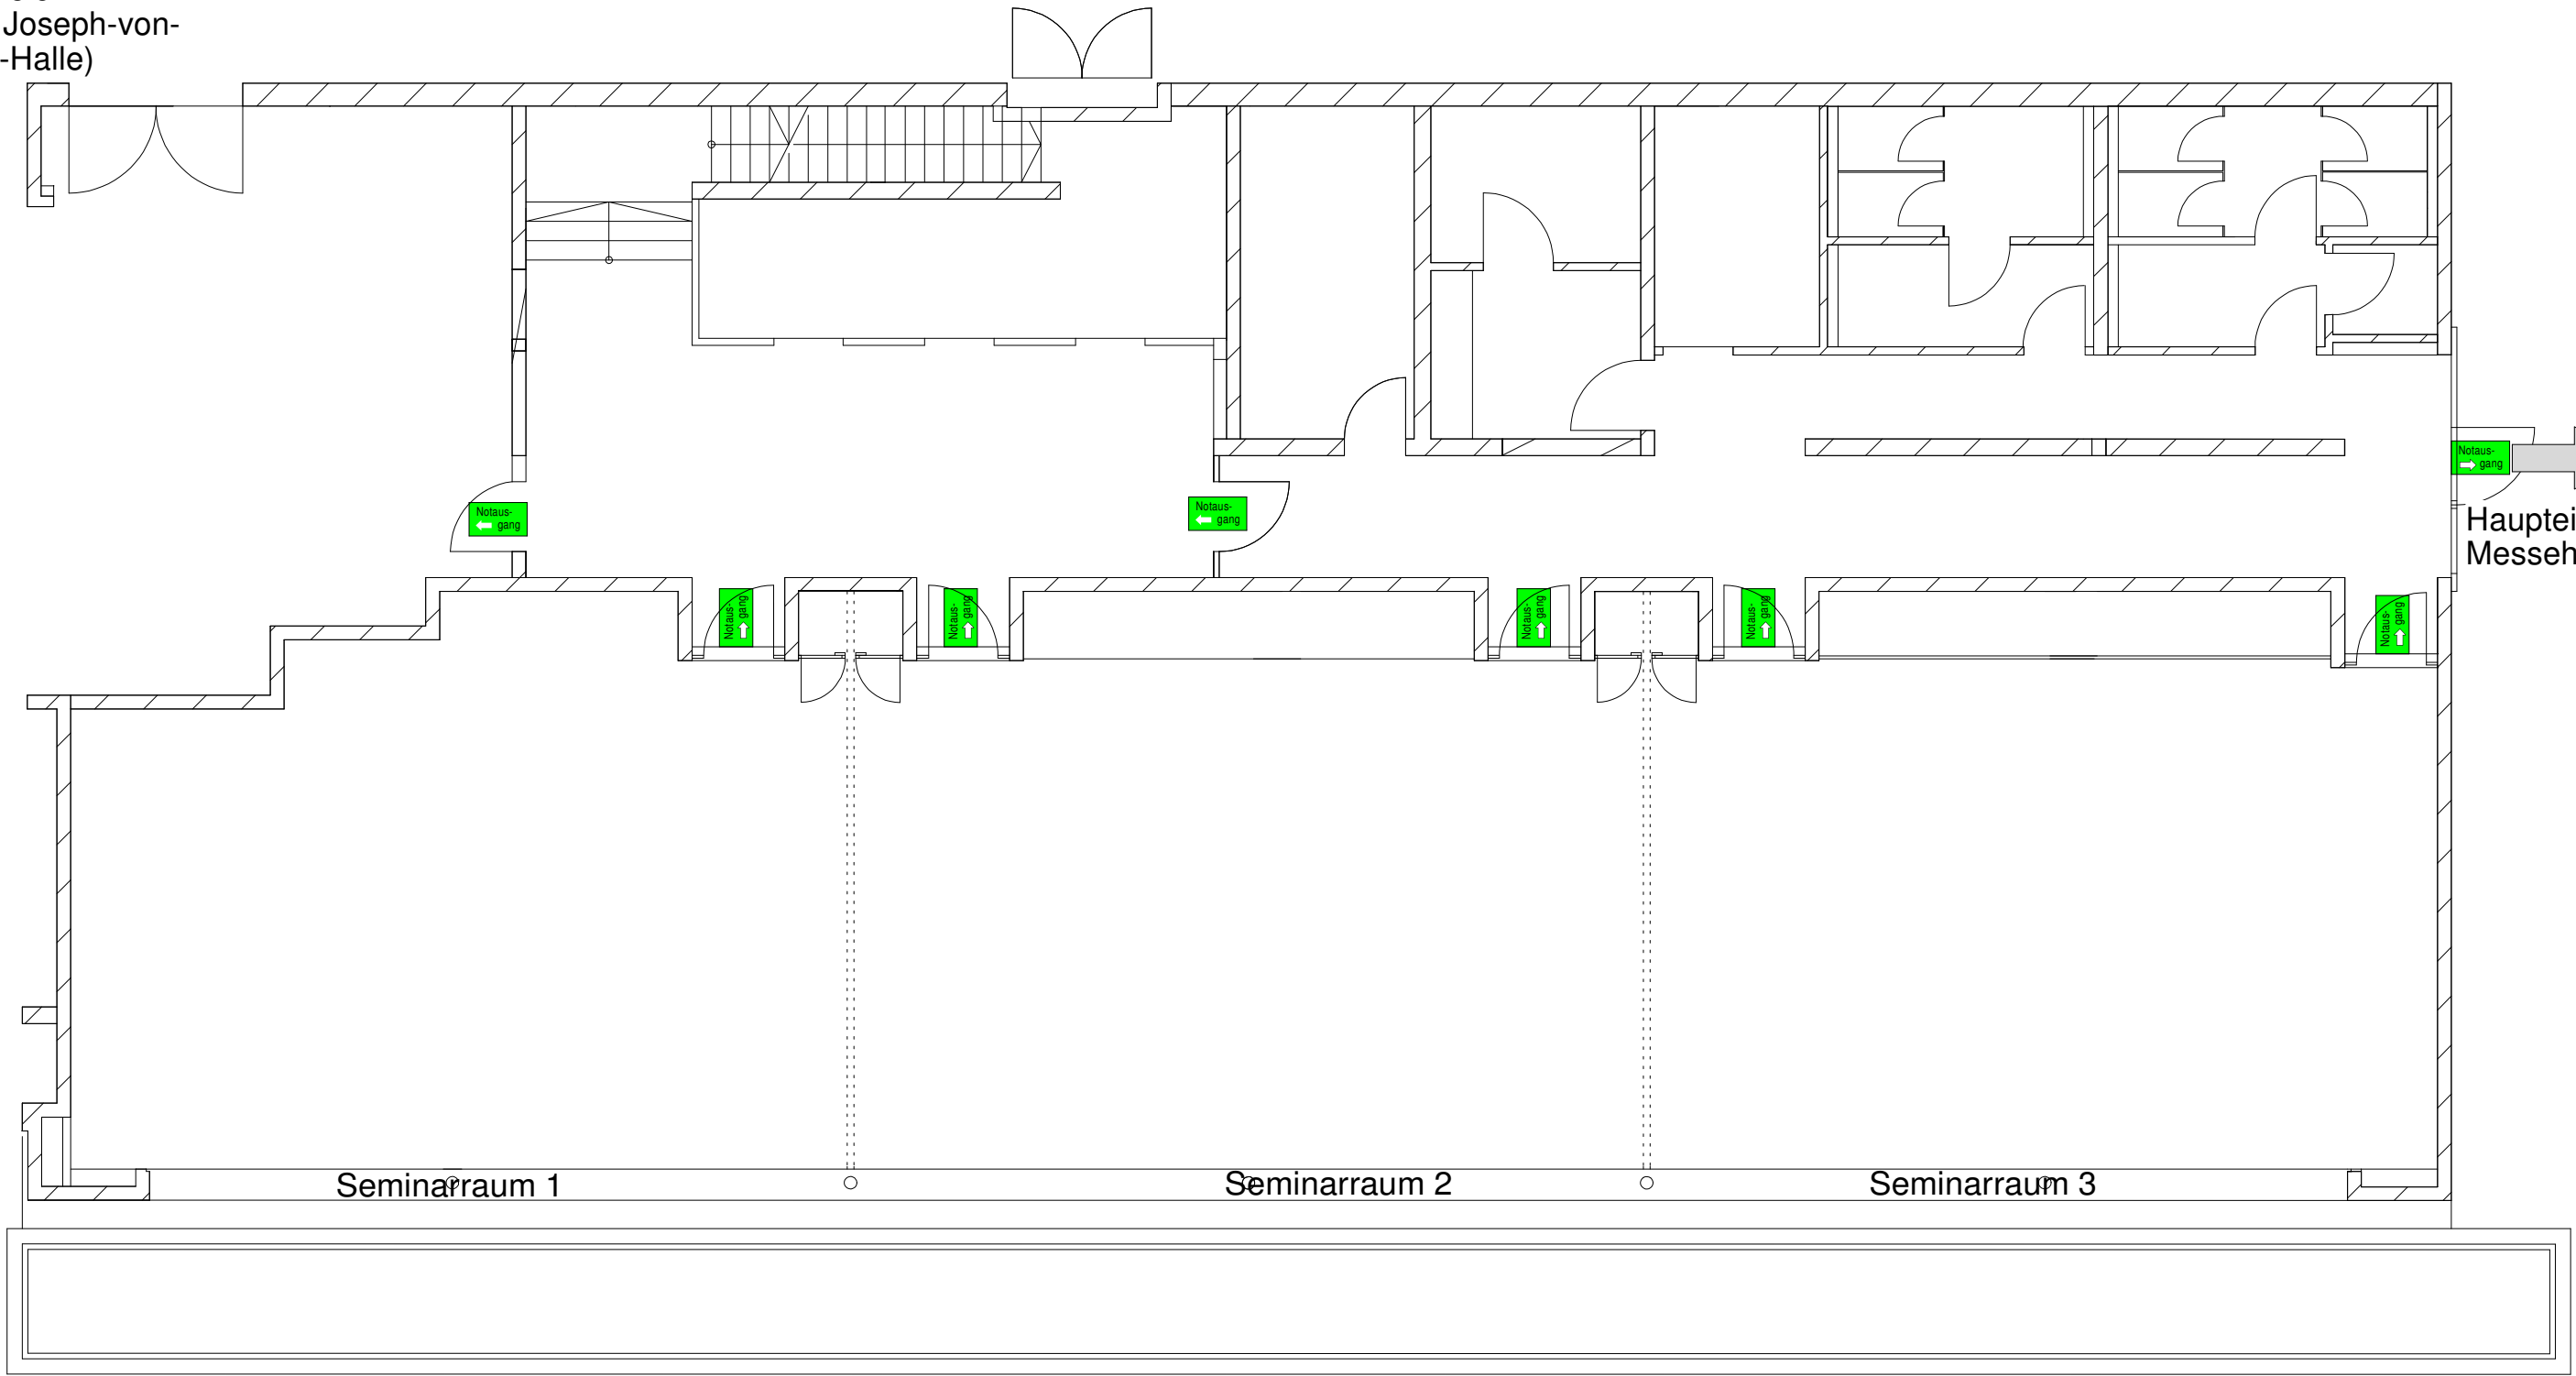 Joseph-von-
-Halle)
Notaus-
gang
Notaus-
gang
Notaus-
gang
Hauptei
Messeh
Notaus-
gang
Notaus-
gang
Notaus-
gang
Notaus-
gang
Notaus-
gang
Seminarraum 1
Seminarraum 2
Seminarraum 3